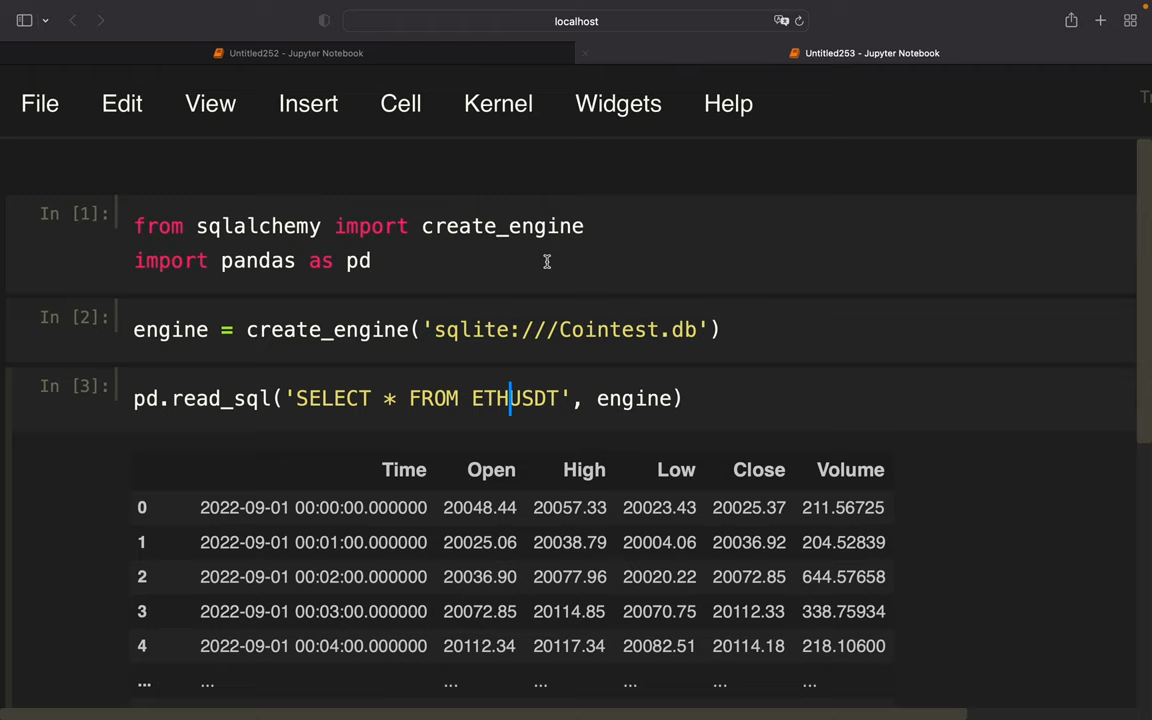 localhost
Untitled252 - Jupyter Notebook
Untitled253 - Jupyter Notebook
File Edit View Insert Cell Kernel Widgets Help
In [1]: from sqlalchemy import create_engine
import pandas as pd
In [2]: engine = create_engine('sqlite:///Cointest.db')
In [3]: pd.read_sql('SELECT * FROM ETHUSDT', engine)
Time Open High Low Close Volume
0 2022-09-01 00:00:00.000000 20048.44 20057.33 20023.43 20025.37 211.56725
1 2022-09-01 00:01:00.000000 20025.06 20038.79 20004.06 20036.92 204.52839
2 2022-09-01 00:02:00.000000 20036.90 20077.96 20020.22 20072.85 644.57658
3 2022-09-01 00:03:00.000000 20072.85 20114.85 20070.75 20112.33 338.75934
4 2022-09-01 00:04:00.000000 20112.34 20117.34 20082.51 20114.18 218.10600
... ... ... ... ... ... ...